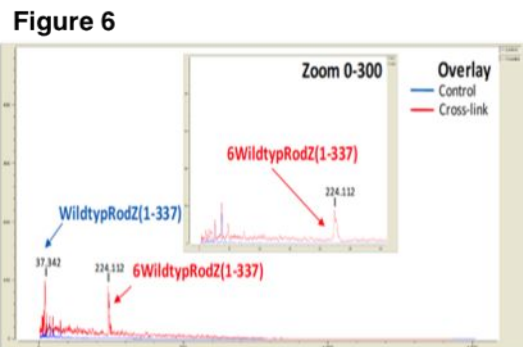 Figure 6
Zoom 0-300
Overlay
Control
Cross-link
6WildtypRodZ(1-337)
224.112
WildtypRodZ(1-337)
37.342
224.112
6WildtypRodZ(1-337)